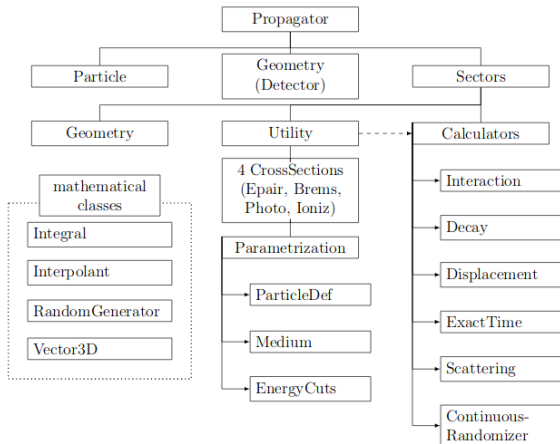 Propagator
Particle
Geometry
(Detector)
Sectors
Geometry
Utility
Calculators
4 CrossSections
(Epair, Brems,
Photo, Ioniz)
Parametrization
ParticleDef
Medium
EnergyCuts
Interaction
Decay
Displacement
ExactTime
Scattering
Continuous-
Randomizer
mathematical
classes
Integral
Interpolant
RandomGenerator
Vector3D